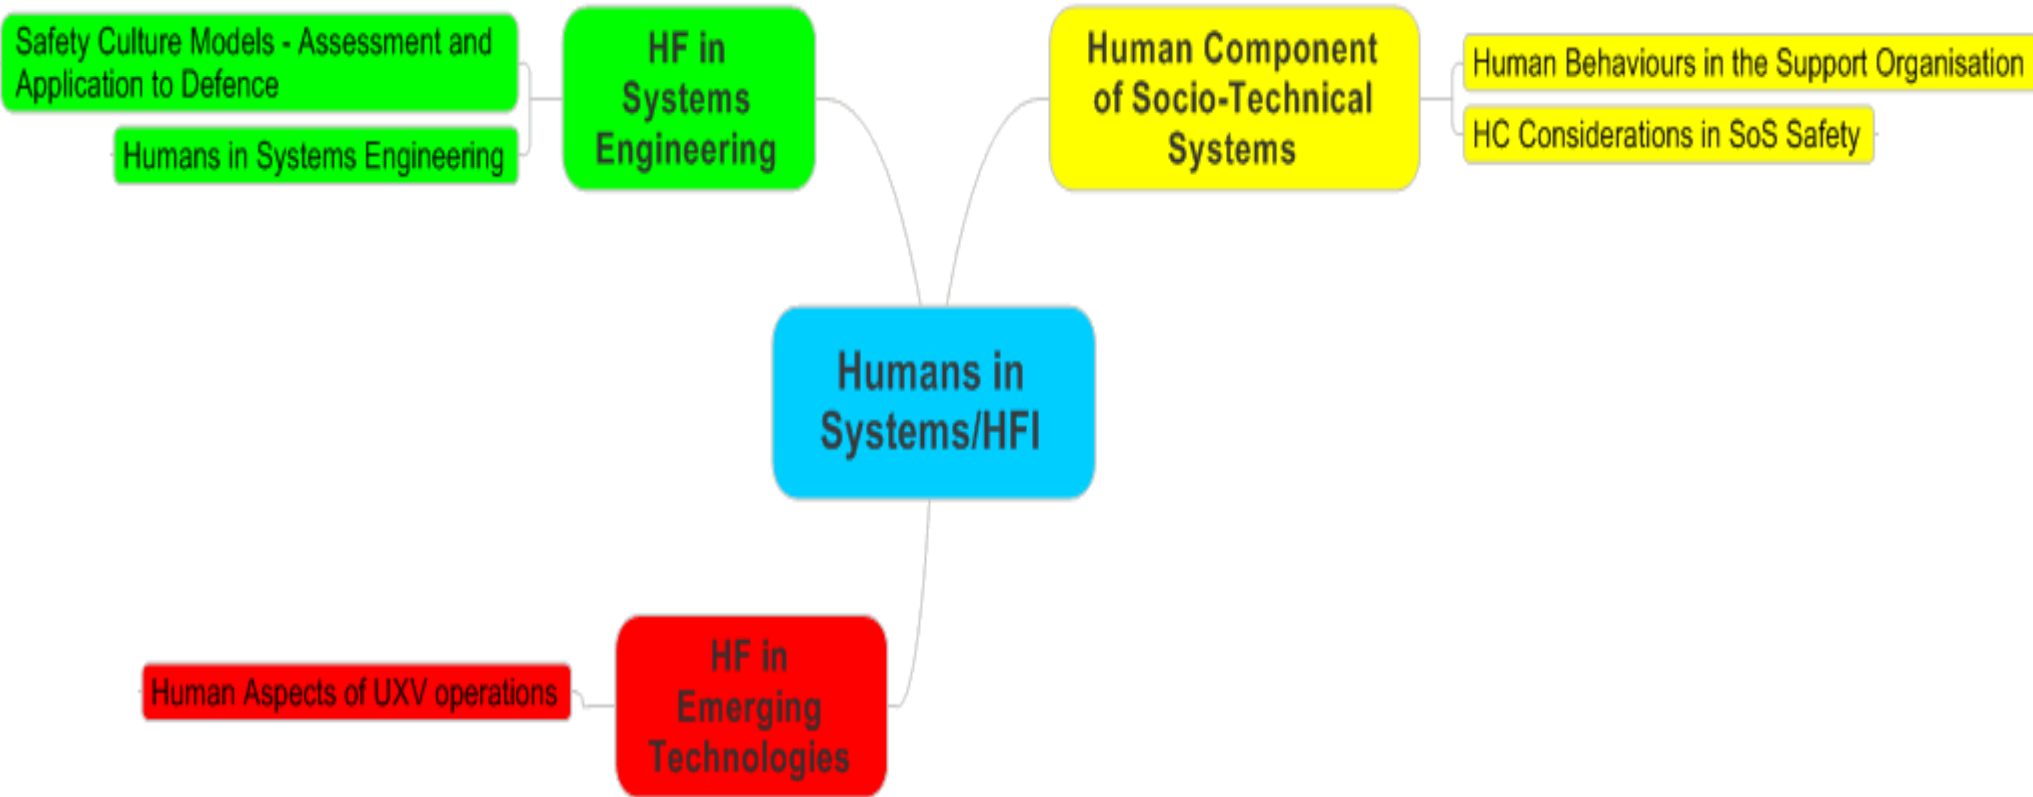 Safety Culture Models - Assessment and
Application to Defence
Humans in Systems Engineering
HF in
Systems
Engineering
Human Component
of Socio-Technical
Systems
Human Behaviours in the Support Organisation
HC Considerations in SoS Safety
Humans in
Systems/HFI
Human Aspects of UXV operations
HF in
Emerging
Technologies